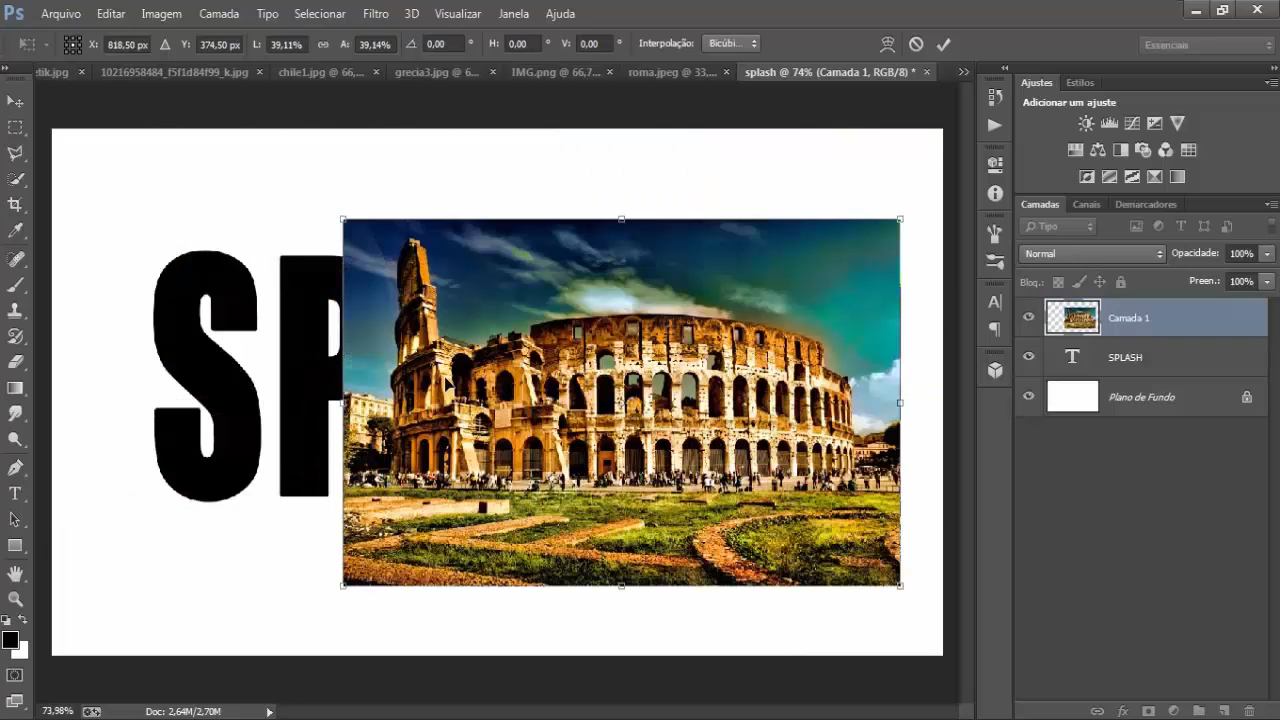 Ps Arquivo Editar Imagem Camada Tipo Selecionar Filtro 3D Visualizar Janela Ajuda
X: 818,50 px Y: 374,50 px L: 39,11% A: 39,14% 0,00 ° H: 0,00 ° V: 0,00 ° Interpolação: Bicúbi... Essenciais
etik.jpg × 10216958484_f5f1d84f99_k.jpg × chile1.jpg @ 66,... × grecia3.jpg @ 6... × IMG.png @ 66,7... × roma.jpeg @ 33,... × splash @ 74% (Camada 1, RGB/8) * ×
Ajustes Estilos
Adicionar um ajuste
Camadas Canais Demarcadores
Tipo
Normal Opacidade: 100%
Bloq.: Preen.: 100%
Camada 1
T SPLASH
Plano de Fundo
SP
73,98% Doc: 2,64M/2,70M